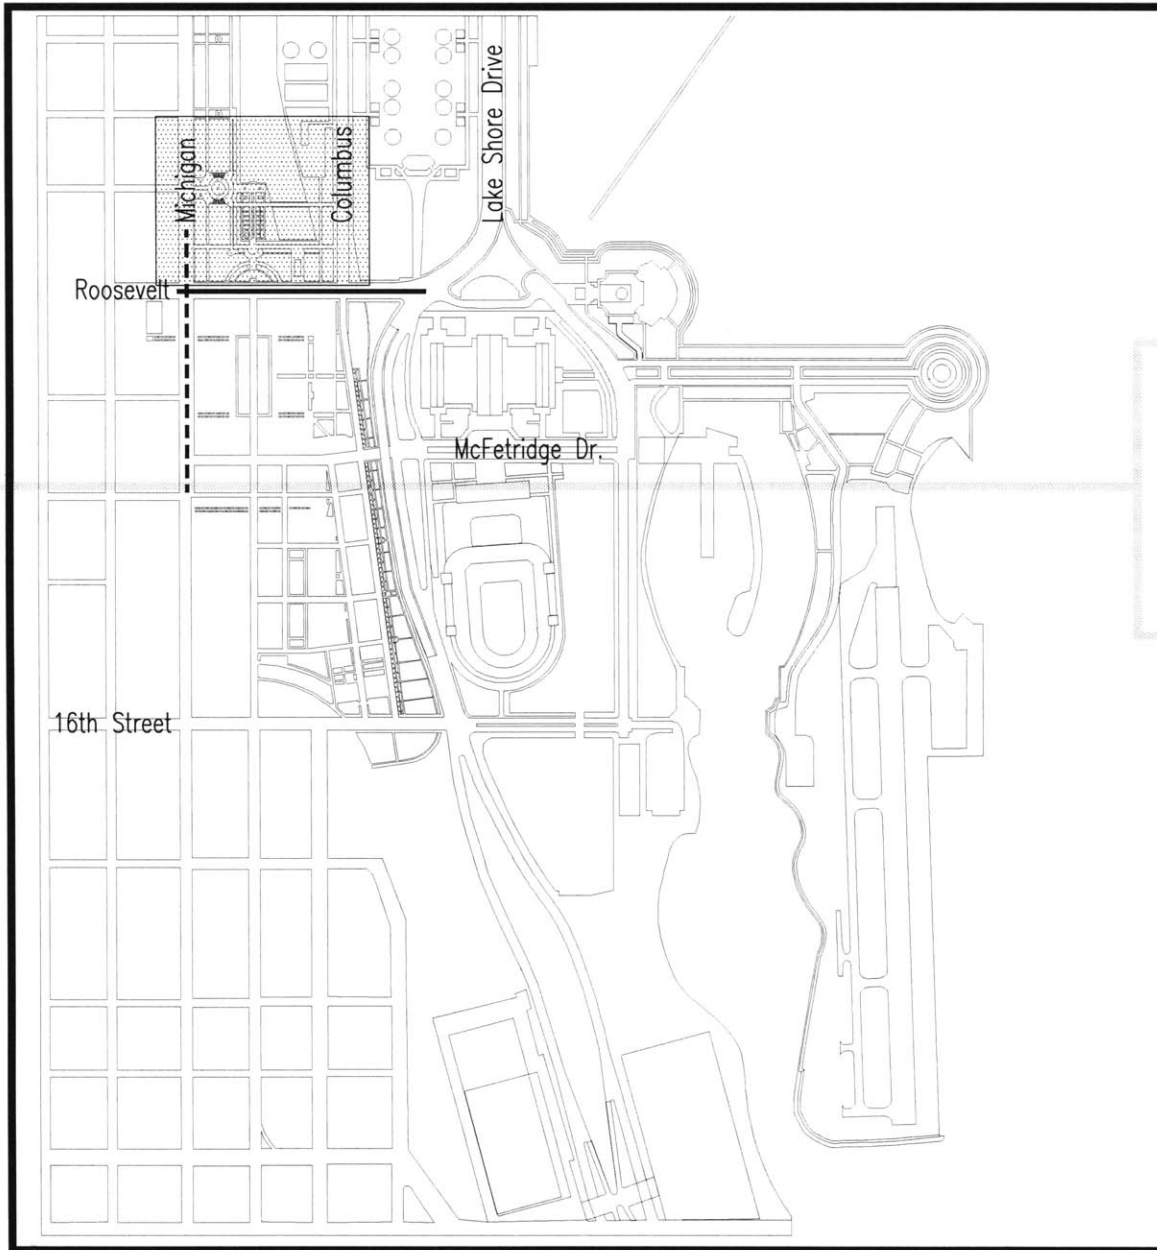 Lake Shore Drive
Michigan
Columbus
Roosevelt
McFetridge Dr.
16th Street